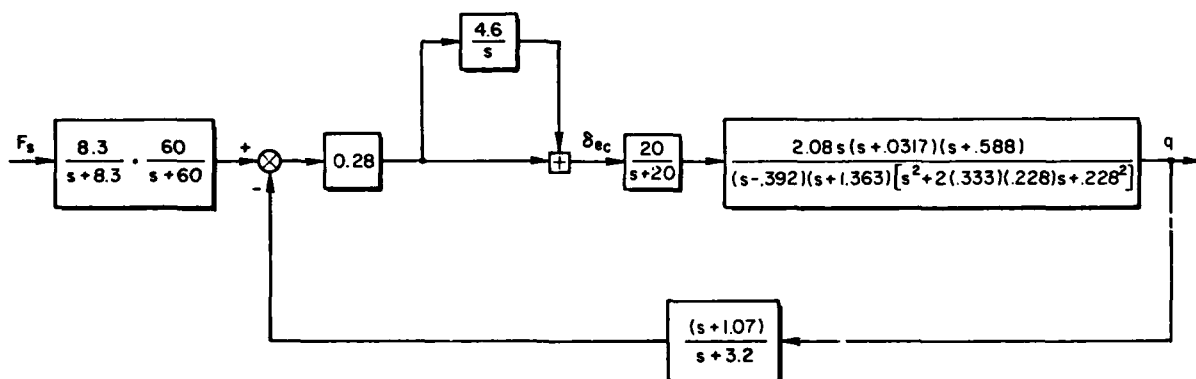 4.6
s
F_s
8.3
s+8.3
·
60
s+60
+
-
0.28
+
δ_ec
20
s+20
2.08 s (s+.0317)(s+.588)
(s-.392)(s+1.363)[s²+2(.333)(.228)s+.228²]
q
(s+1.07)
s+3.2